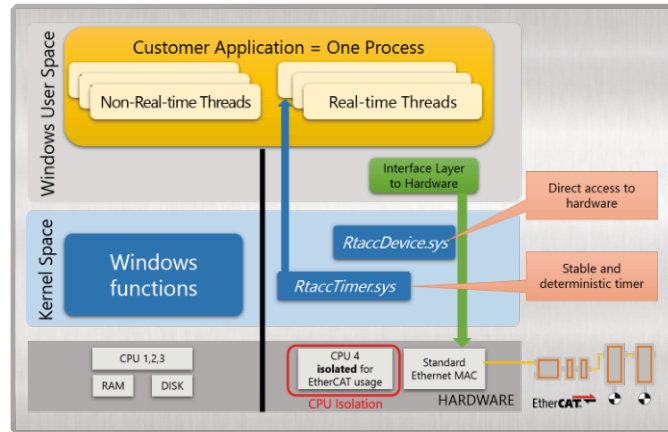 Windows User Space
Customer Application = One Process
Non-Real-time Threads
Real-time Threads
Interface Layer
to Hardware
Direct access to
hardware
Kernel Space
Windows
functions
RtaccDevice.sys
RtaccTimer.sys
Stable and
deterministic timer
CPU 1,2,3
RAM
DISK
CPU 4
isolated for
EtherCAT usage
CPU Isolation
Standard
Ethernet MAC
HARDWARE
EtherCAT